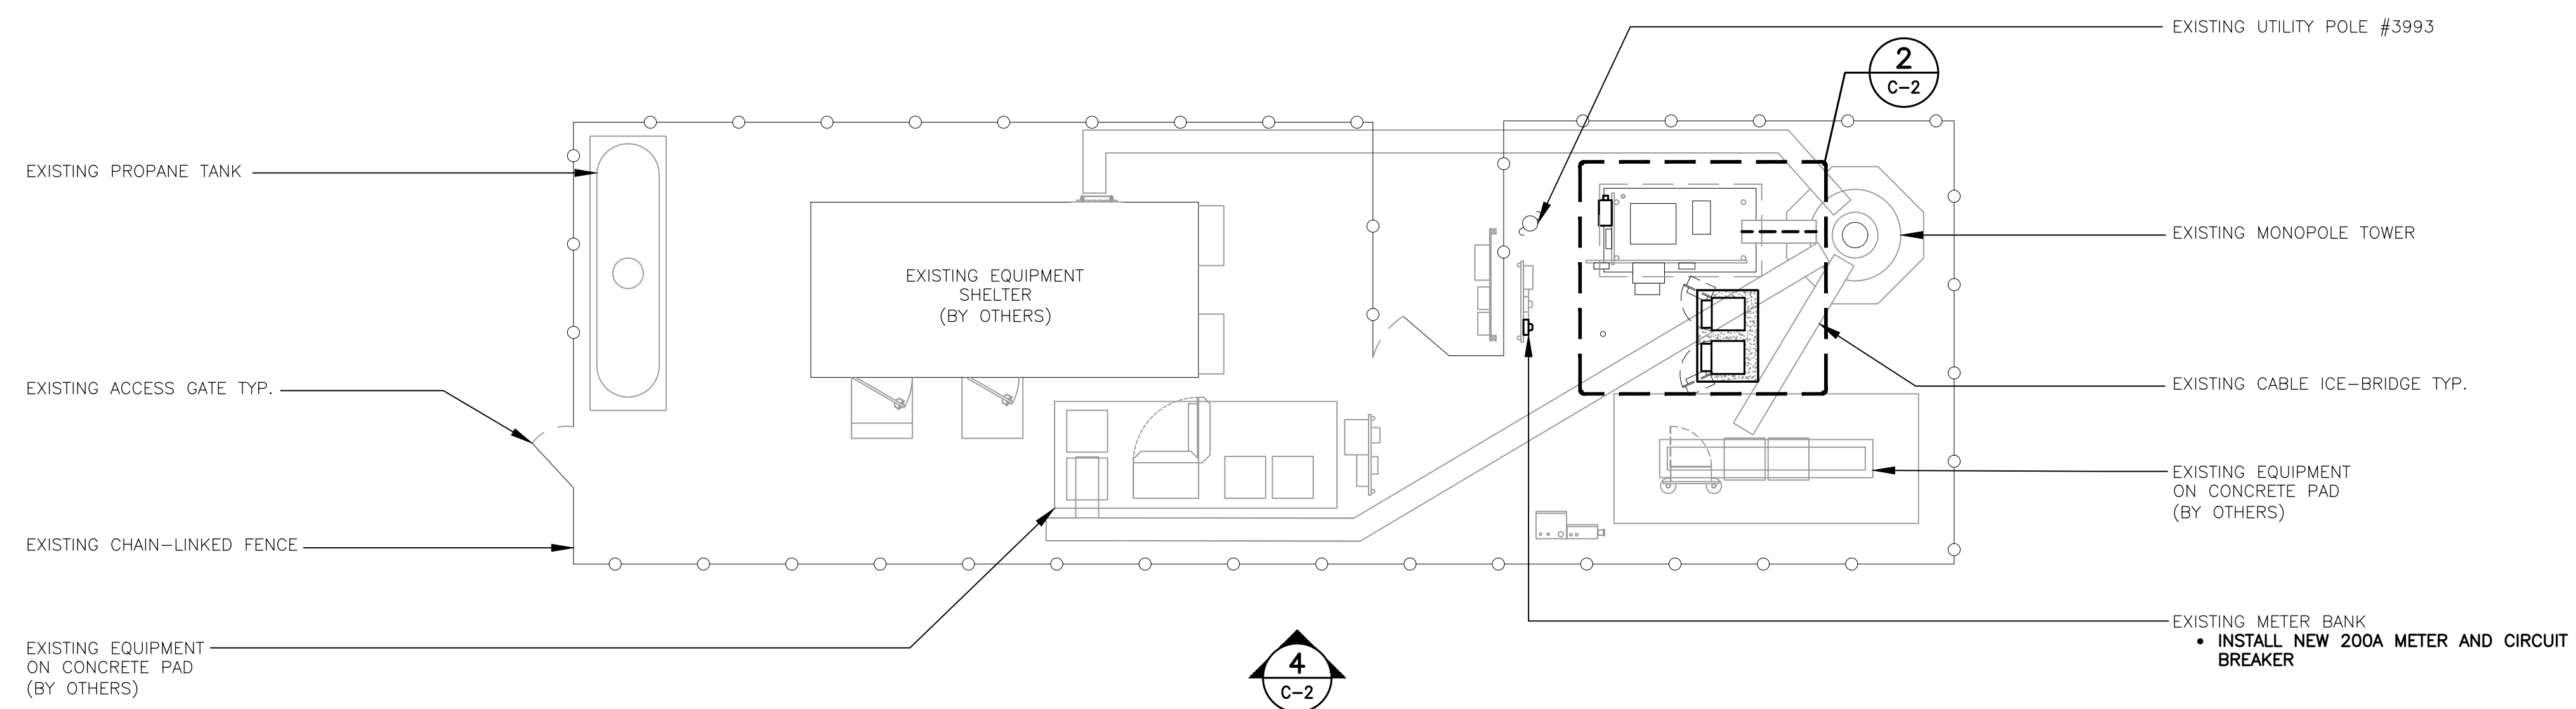 EXISTING UTILITY POLE #3993
2
C-2
EXISTING PROPANE TANK
EXISTING MONOPOLE TOWER
EXISTING EQUIPMENT
SHELTER
(BY OTHERS)
EXISTING ACCESS GATE TYP.
EXISTING CABLE ICE-BRIDGE TYP.
EXISTING EQUIPMENT
ON CONCRETE PAD
(BY OTHERS)
EXISTING CHAIN-LINKED FENCE
EXISTING METER BANK
• INSTALL NEW 200A METER AND CIRCUIT
BREAKER
EXISTING EQUIPMENT
ON CONCRETE PAD
(BY OTHERS)
4
C-2